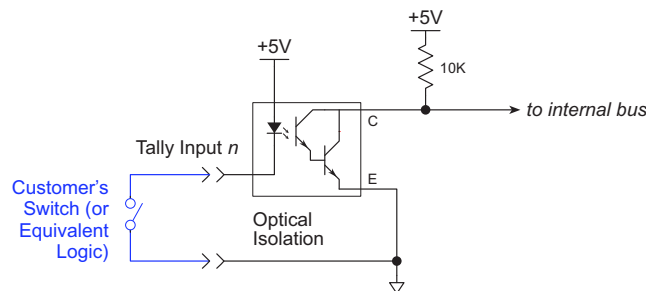 +5V
+5V
10K
C
to internal bus
Tally Input n
E
Customer's
Switch (or
Equivalent
Logic)
Optical
Isolation